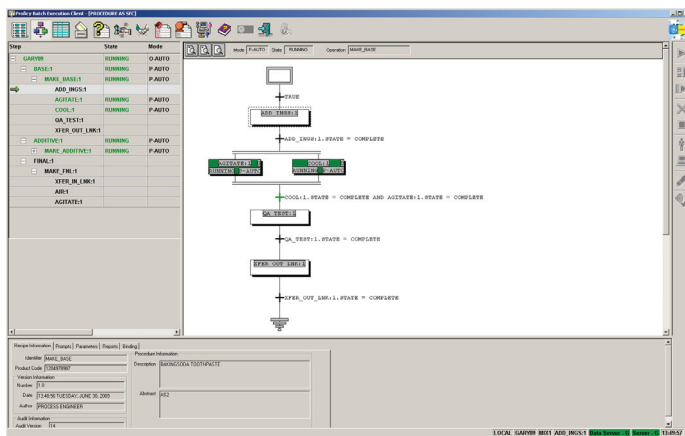 Proficy Batch Execution Client - [PROCEDURE AS SFC]
Step State Mode
GARY89 RUNNING O-AUTO
BASE:1 RUNNING P-AUTO
MAKE_BASE:1 RUNNING P-AUTO
ADD_INGS:1
AGITATE:1 RUNNING P-AUTO
COOL:1 RUNNING P-AUTO
QA_TEST:1
XFER_OUT_LNK:1
ADDITIVE:1 RUNNING P-AUTO
MAKE_ADDITIVE:1 RUNNING P-AUTO
FINAL:1
MAKE_FNL:1
XFER_IN_LNK:1
AIR:1
AGITATE:1
Mode P-AUTO State RUNNING Operation MAKE_BASE
TRUE
ADD_INGS:1
ADD_INGS:1.STATE = COMPLETE
AGITATE:1 COOL:1
RUNNING P-AUTO RUNNING P-AUTO
COOL:1.STATE = COMPLETE AND AGITATE:1.STATE = COMPLETE
QA_TEST:1
QA_TEST:1.STATE = COMPLETE
XFER_OUT_LNK:1
XFER_OUT_LNK:1.STATE = COMPLETE
Recipe Information Prompts Parameters Reports Binding
Identifier MAKE_BASE
Product Code 1204978987
Version Information
Number 1.0
Date 13:46:56 TUESDAY, JUNE 30, 2009
Author PROCESS ENGINEER
Audit Information
Audit Version 14
Procedure Information
Description BAKINGSODA TOOTHPASTE
Abstract AS2
LOCAL GARY89 MIX1 ADD_INGS:1 Data Server - G Server - G 13:49:57